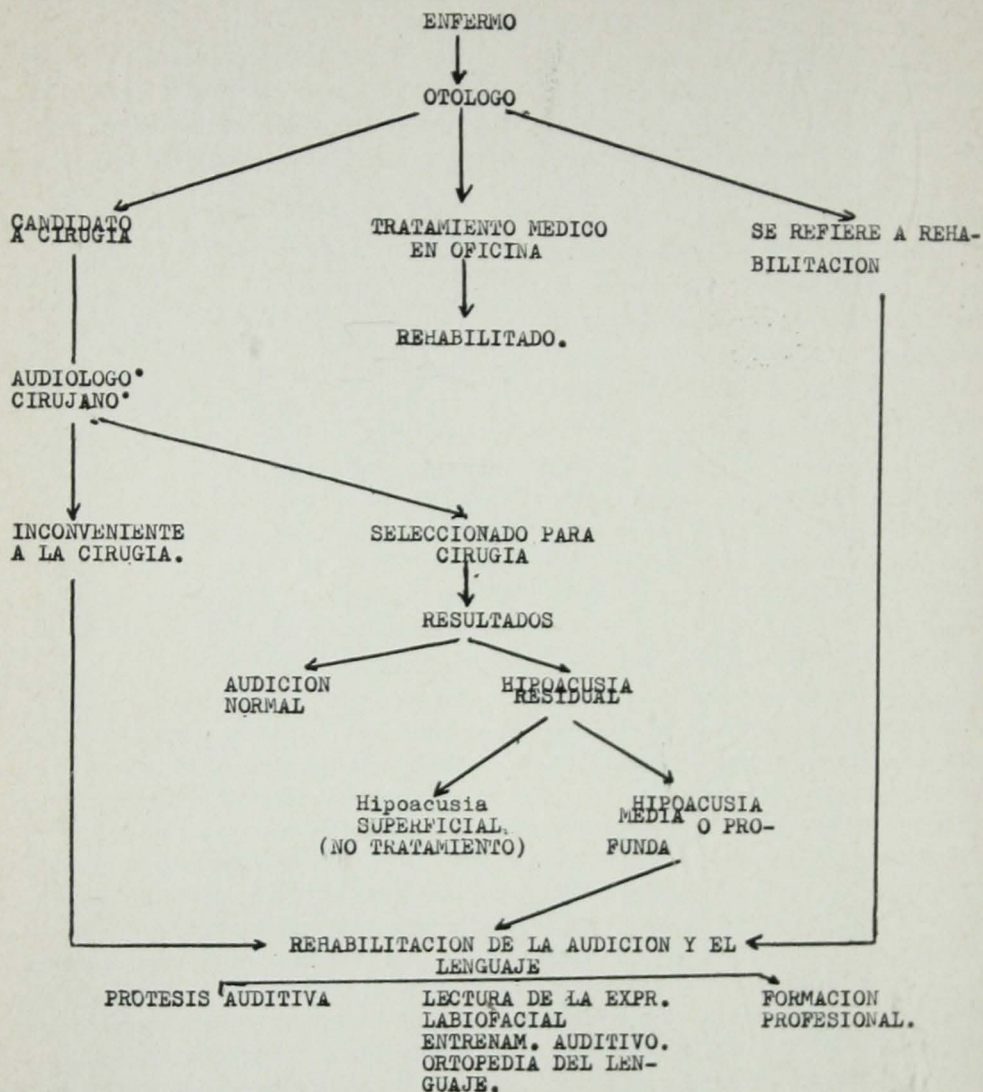 ENFERMO
OTOLOGO
CANDIDATO
A CIRUGIA
TRATAMIENTO MEDICO
EN OFICINA
SE REFIERE A REHA-
BILITACION
REHABILITADO.
AUDIOLOGO•
CIRUJANO•
INCONVENIENTE
A LA CIRUGIA.
SELECCIONADO PARA
CIRUGIA
RESULTADOS
AUDICION
NORMAL
HIPOACUSIA
RESIDUAL
Hipoacusia
SUPERFICIAL.
(NO TRATAMIENTO)
HIPOACUSIA
MEDIA O PRO-
FUNDA
REHABILITACION DE LA AUDICION Y EL
LENGUAJE
PROTESIS AUDITIVA
LECTURA DE LA EXPR.
LABIOFACIAL
ENTRENAM. AUDITIVO.
ORTOPEDIA DEL LEN-
GUAJE.
FORMACION
PROFESIONAL.